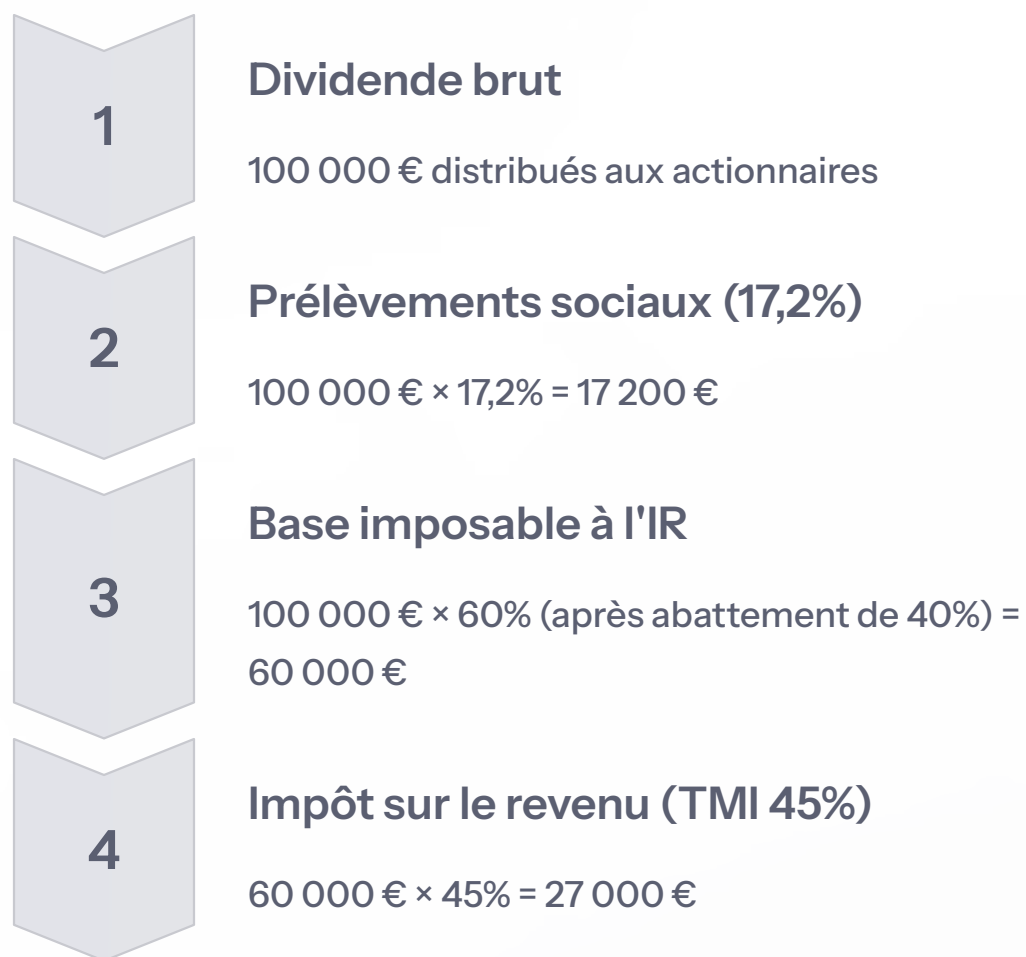 1
Dividende brut
100 000 € distribués aux actionnaires
2
Prélèvements sociaux (17,2%)
100 000 € × 17,2% = 17 200 €
3
Base imposable à l'IR
100 000 € × 60% (après abattement de 40%) =
60 000 €
4
Impôt sur le revenu (TMI 45%)
60 000 € × 45% = 27 000 €